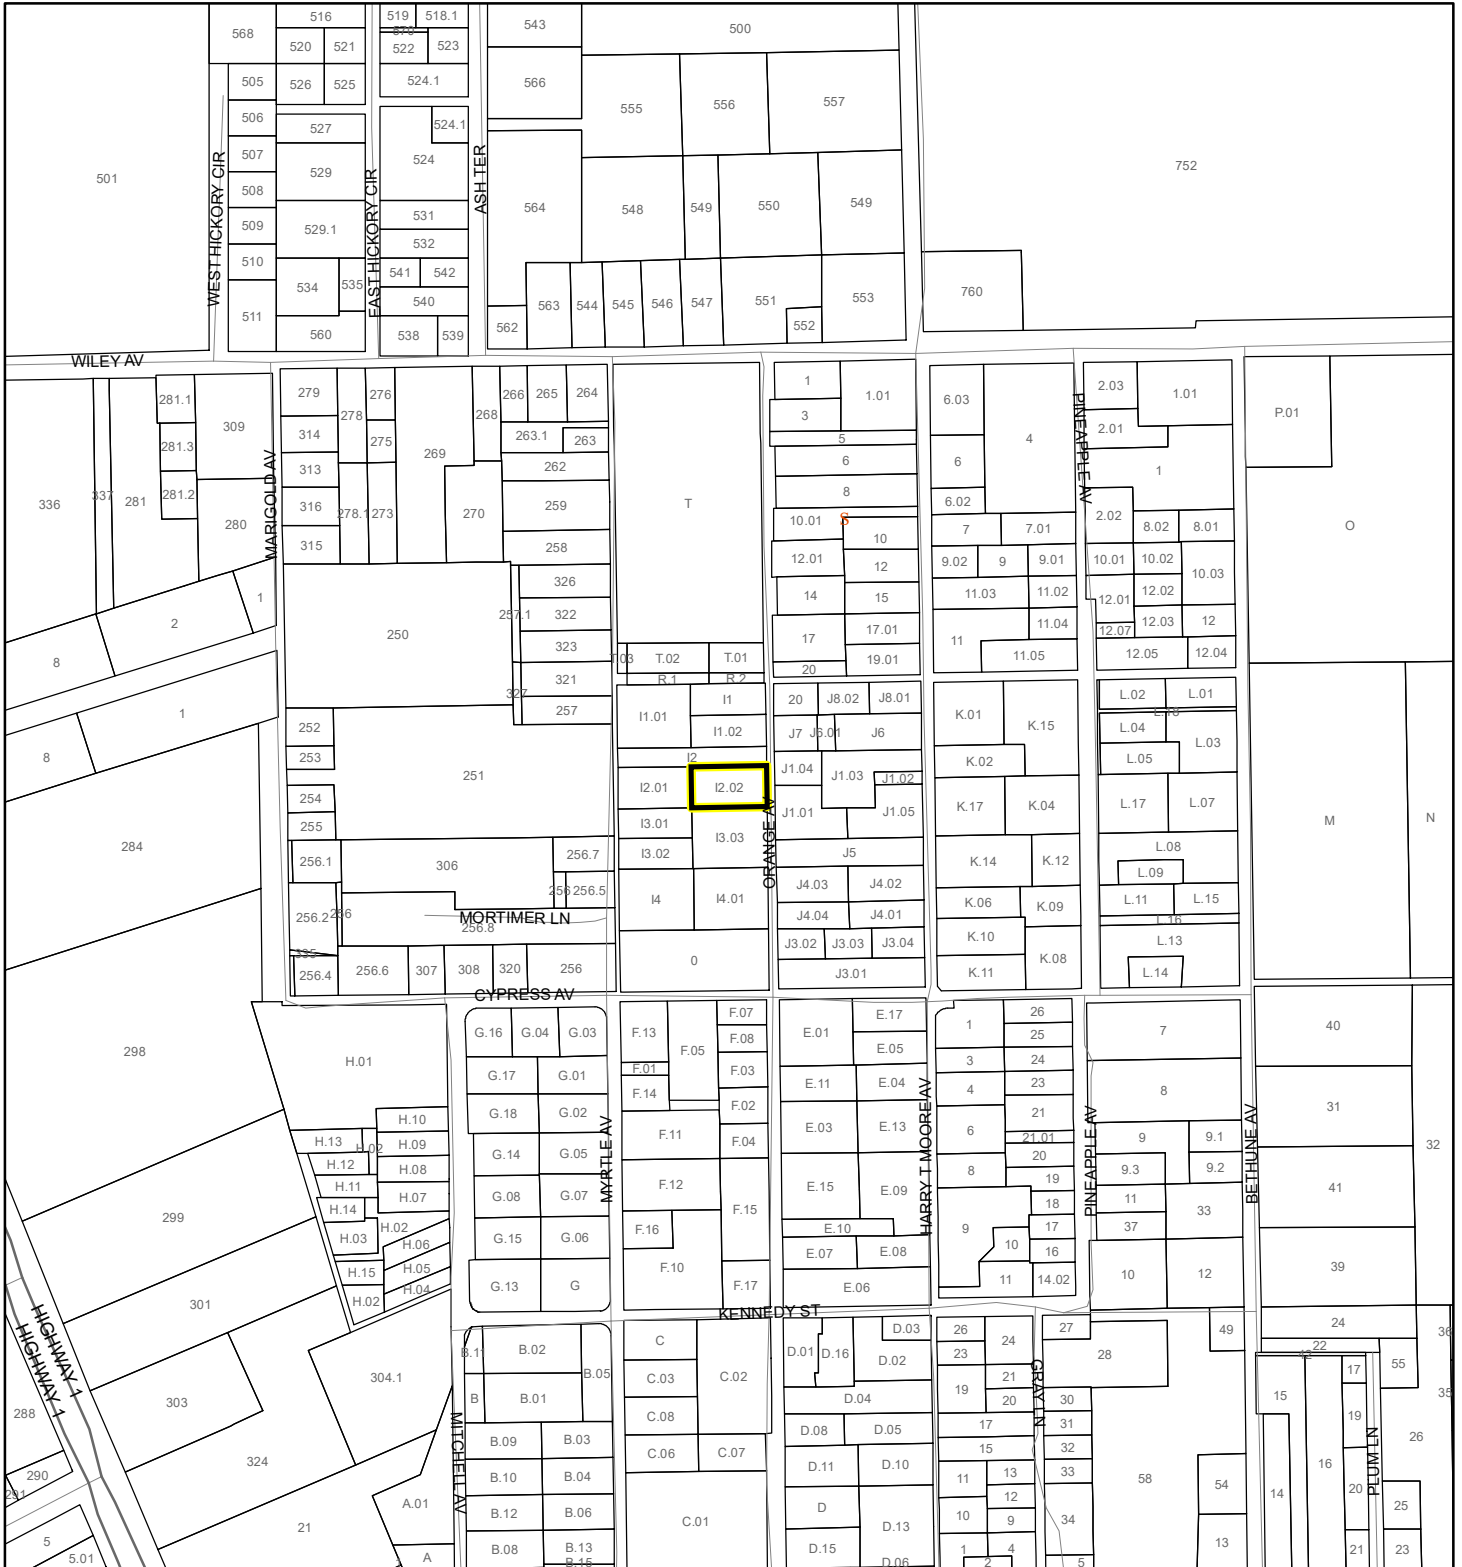 516
519
518.1
568
570
520
521
522
523
543
500
505
526
525
524.1
566
555
556
557
506
527
524.1
501
507
529
524
752
508
WEST HICKORY CIR
EAST HICKORY CIR
ASH TER
564
548
549
550
549
509
529.1
531
532
510
534
535
541
542
540
563
544
545
546
547
551
553
760
511
560
538
539
562
552
WILEY AV
279
276
266
265
264
1
1.01
6.03
2.03
1.01
P.01
281.1
309
278
268
3
4
PINEAPPLE AV
2.01
314
275
263.1
263
5
281.3
269
262
6
6
1
313
MARIGOLD AV
336
337
281
281.2
280
316
278.1
273
270
259
T
8
6.02
2.02
8.02
8.01
O
315
258
10.01
S
10
7
7.01
12.01
12
9.02
9
9.01
10.01
10.02
10.03
326
1
257.1
322
14
15
11.03
11.02
12.01
12.02
2
250
323
17
17.01
11
11.04
12.07
12.03
12
8
T.03
T.02
T.01
20
19.01
11.05
12.05
12.04
321
R.1
R.2
327
257
I1.01
I1
20
J8.02
J8.01
K.01
K.15
L.02
L.01
1
252
I1.02
J7
J6.01
J6
L.18
L.04
L.03
8
253
I2
K.02
L.05
251
I2.01
I2.02
J1.04
J1.03
J1.02
254
I3.01
J1.01
J1.05
K.17
K.04
L.17
L.07
M
N
255
I3.03
ORANGE AV
284
256.1
306
256.7
I3.02
J5
K.14
K.12
L.08
L.09
256
256.5
I4
I4.01
J4.03
J4.02
K.06
K.09
L.11
L.15
256.2
256
MORTIMER LN
256.8
J4.04
J4.01
L.16
335
J3.02
J3.03
J3.04
K.10
K.08
L.13
256.4
256.6
307
308
320
256
0
J3.01
K.11
L.14
CYPRESS AV
298
H.01
G.16
G.04
G.03
F.13
F.05
F.07
E.01
E.17
1
26
7
40
F.08
25
E.05
3
24
G.17
G.01
F.01
F.03
E.11
E.04
4
23
8
F.14
G.18
G.02
F.02
HARRY T MOORE AV
21
31
H.10
F.11
E.03
E.13
6
PINEAPPLE AV
BETHUNE AV
H.13
H.02
H.09
F.04
21.01
9
9.1
32
G.14
G.05
MYRTLE AV
20
H.12
H.08
8
19
9.3
9.2
H.11
H.07
G.08
G.07
F.12
E.15
E.09
18
11
41
299
H.14
F.15
9
17
37
33
H.03
H.02
G.15
G.06
F.16
E.10
10
16
H.06
E.07
E.08
H.15
H.05
F.10
10
12
39
301
H.02
H.04
G.13
G
F.17
E.06
11
14.02
KENNEDY ST
HIGHWAY 1
HIGHWAY 1
B.02
C
D.01
D.16
D.03
26
24
27
49
24
36
23
22
42
B.05
C.02
D.02
28
55
304.1
C.03
GRAY LN
21
17
303
B
B.01
D.04
19
20
30
15
35
288
C.08
17
31
19
MITCHELL AV
B.09
B.03
D.08
D.05
26
324
C.06
C.07
15
32
290
B.10
B.04
D.11
D.10
11
13
33
58
54
14
16
PLUM LN
20
A.01
12
25
B.12
B.06
C.01
D
10
9
34
21
D.13
5
B.08
B.13
D.15
1
4
13
21
23
5.01
A
D.06
2
5